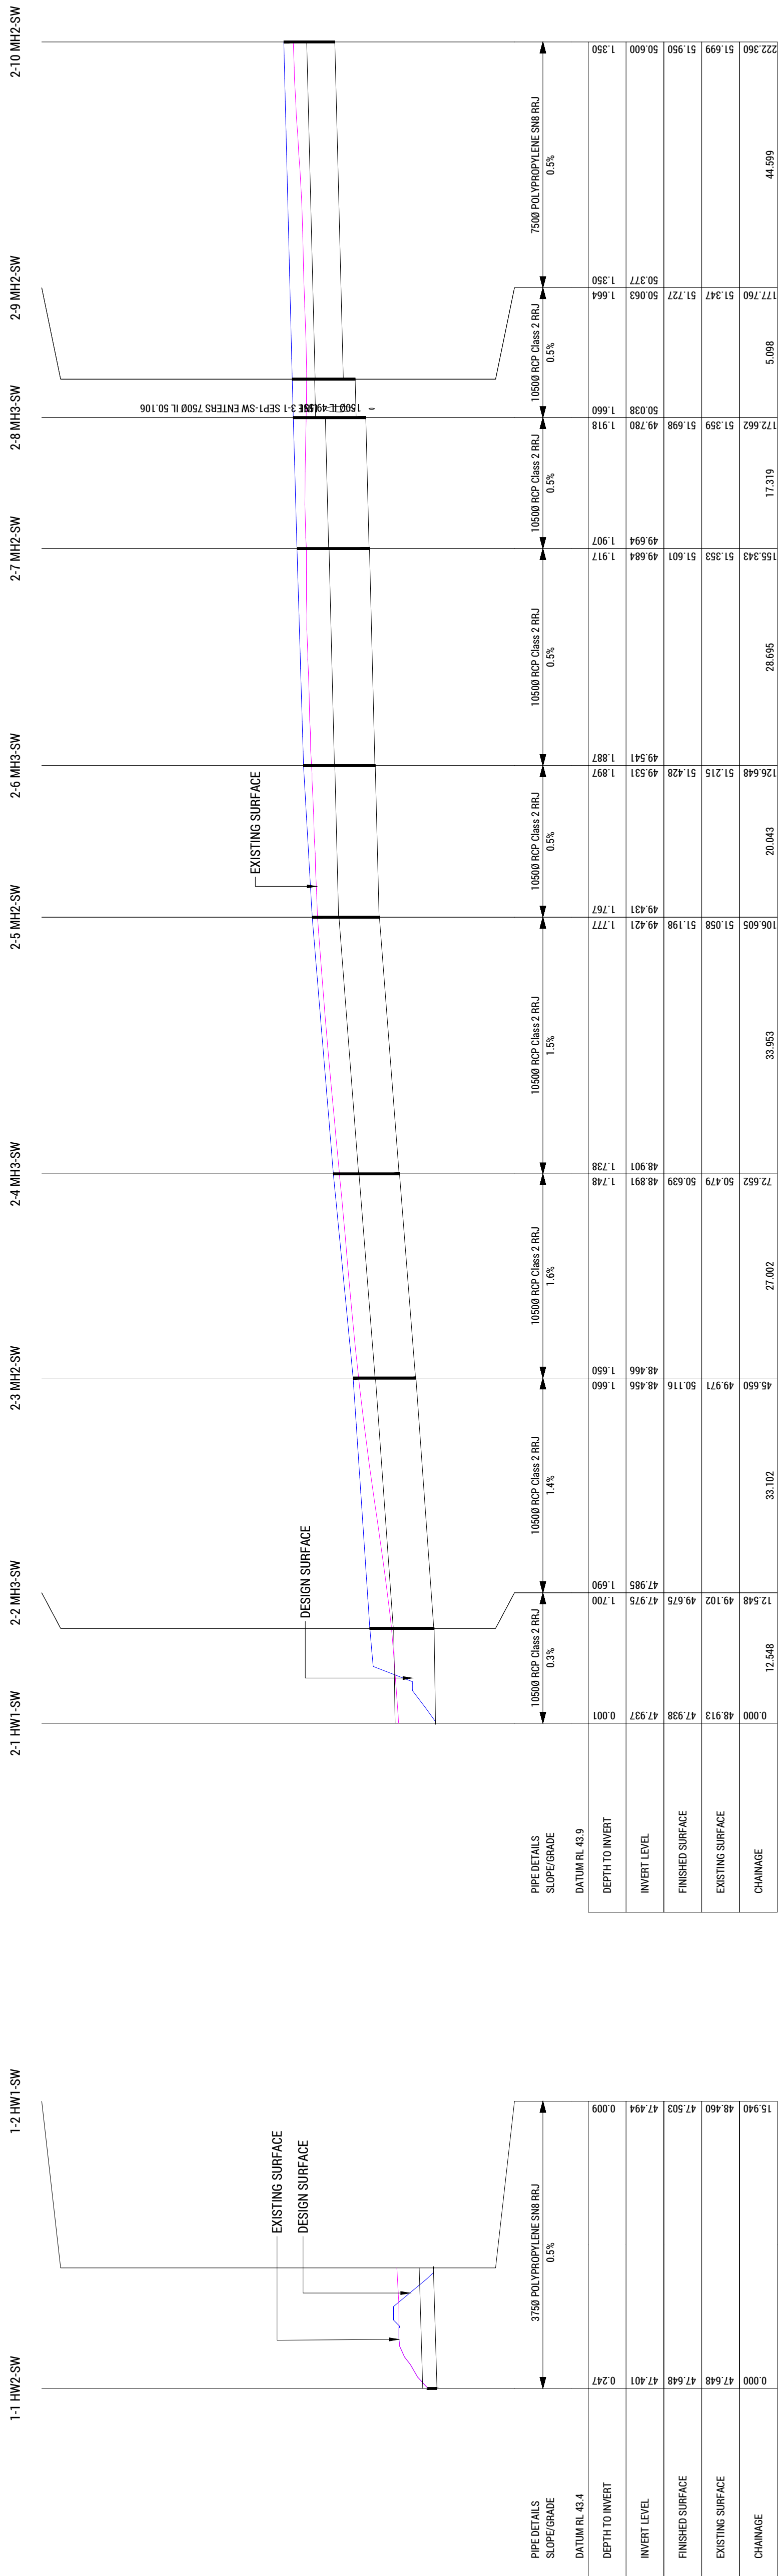 1-1 HW2-SW
1-2 HW1-SW
EXISTING SURFACE
DESIGN SURFACE
PIPE DETAILS
375Ø POLYPROPYLENE SN8 RRJ
SLOPE/GRADE
0.5%
DATUM RL 43.4
DEPTH TO INVERT
0.247
0.009
INVERT LEVEL
47.401
47.494
FINISHED SURFACE
47.648
47.503
EXISTING SURFACE
47.648
48.460
CHAINAGE
0.000
15.940
2-1 HW1-SW
2-2 MH3-SW
2-3 MH2-SW
2-4 MH3-SW
2-5 MH2-SW
2-6 MH3-SW
2-7 MH2-SW
2-8 MH3-SW
2-9 MH2-SW
2-10 MH2-SW
EXISTING SURFACE
DESIGN SURFACE
3-1 SEP1-SW ENTERS 750Ø IL 50.106
PIPE DETAILS
1050Ø RCP Class 2 RRJ
1050Ø RCP Class 2 RRJ
1050Ø RCP Class 2 RRJ
1050Ø RCP Class 2 RRJ
1050Ø RCP Class 2 RRJ
1050Ø RCP Class 2 RRJ
1050Ø RCP Class 2 RRJ
1050Ø RCP Class 2 RRJ
750Ø POLYPROPYLENE SN8 RRJ
SLOPE/GRADE
0.3%
1.4%
1.6%
1.5%
0.5%
0.5%
0.5%
0.5%
0.5%
DATUM RL 43.9
DEPTH TO INVERT
0.001
1.700
1.690
1.660
1.650
1.748
1.738
1.777
1.767
1.897
1.887
1.917
1.907
1.918
1.660
1.664
1.350
1.350
INVERT LEVEL
47.937
47.975
47.985
48.456
48.466
48.891
48.901
49.421
49.431
49.531
49.541
49.684
49.694
49.780
50.038
50.063
50.377
50.600
FINISHED SURFACE
47.938
49.675
50.116
50.639
51.198
51.428
51.601
51.698
51.727
51.950
EXISTING SURFACE
48.913
49.102
49.971
50.479
51.058
51.215
51.353
51.359
51.347
51.699
CHAINAGE
0.000
12.548
45.650
72.652
106.605
126.648
155.343
172.662
177.760
222.360
12.548
33.102
27.002
33.953
20.043
28.695
17.319
5.098
44.599